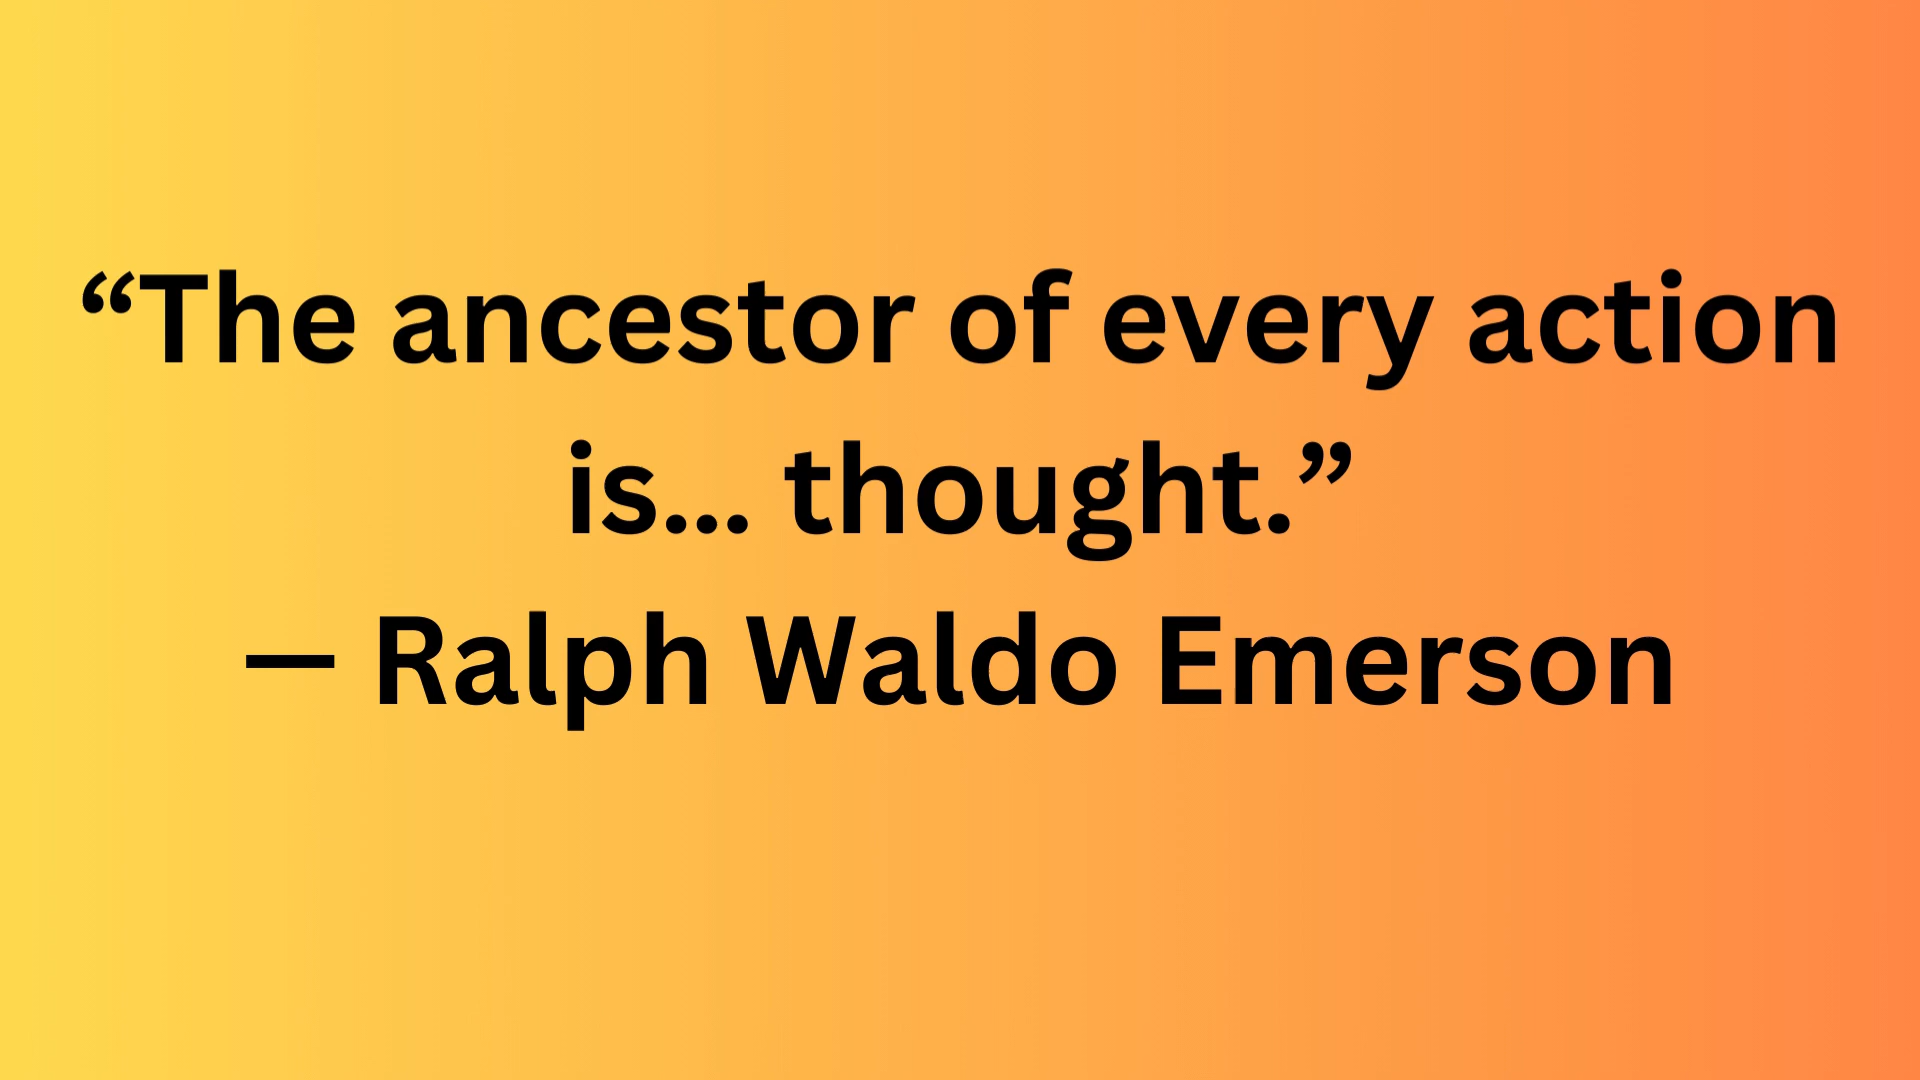 “The ancestor of every action
is... thought.”
— Ralph Waldo Emerson